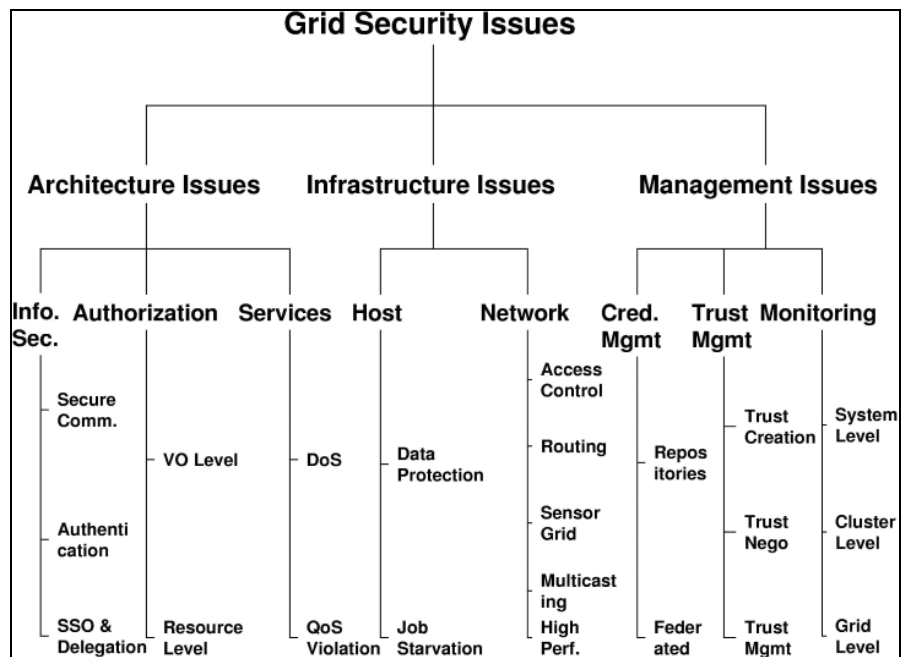 Grid Security Issues
Architecture Issues
Infrastructure Issues
Management Issues
Info.
Sec.
Authorization
Services
Host
Network
Cred.
Mgmt
Trust
Mgmt
Monitoring
Secure
Comm.
Authenti
cation
SSO &
Delegation
VO Level
Resource
Level
DoS
QoS
Violation
Data
Protection
Job
Starvation
Access
Control
Routing
Sensor
Grid
Multicast
ing
High
Perf.
Repos
itories
Feder
ated
Trust
Creation
Trust
Nego
Trust
Mgmt
System
Level
Cluster
Level
Grid
Level